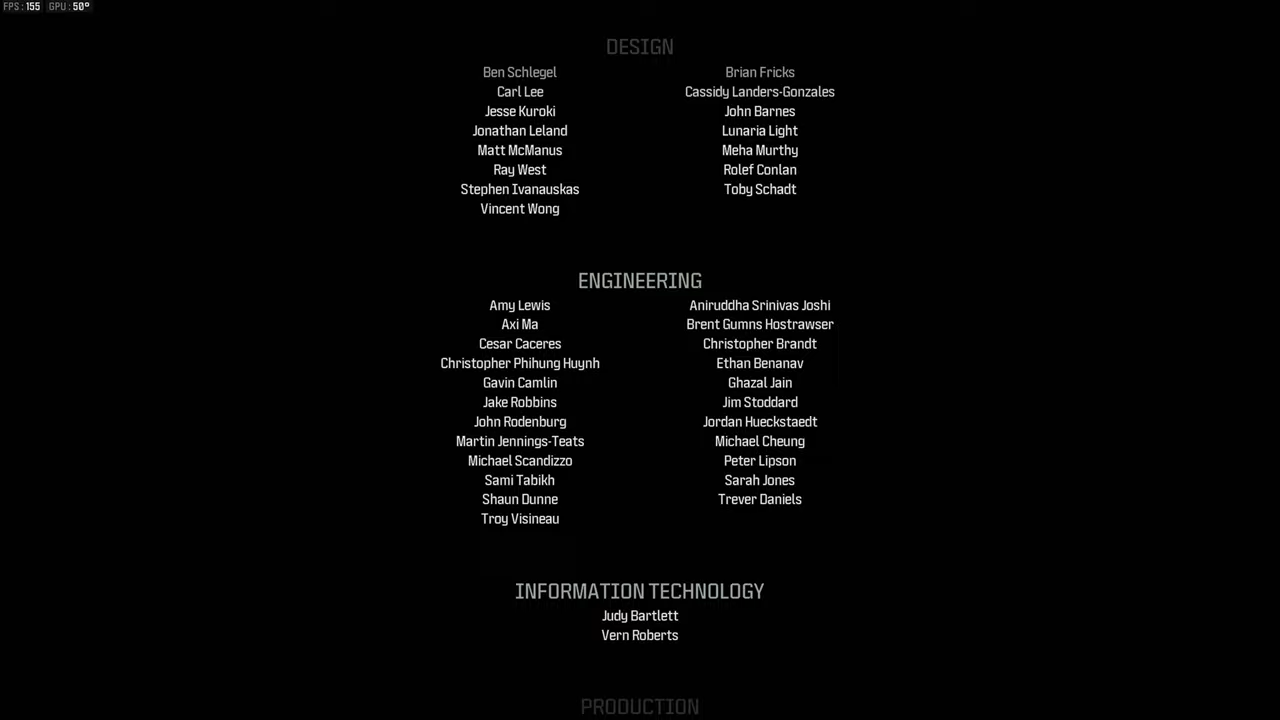 FPS: 155 GPU: 50°
DESIGN
Ben Schlegel Brian Fricks
Carl Lee Cassidy Landers-Gonzales
Jesse Kuroki John Barnes
Jonathan Leland Lunaria Light
Matt McManus Meha Murthy
Ray West Rolef Conlan
Stephen Ivanauskas Toby Schadt
Vincent Wong
ENGINEERING
Amy Lewis Aniruddha Srinivas Joshi
Axi Ma Brent Gumns Hostrawser
Cesar Caceres Christopher Brandt
Christopher Phihung Huynh Ethan Benanav
Gavin Camlin Ghazal Jain
Jake Robbins Jim Stoddard
John Rodenburg Jordan Hueckstaedt
Martin Jennings-Teats Michael Cheung
Michael Scandizzo Peter Lipson
Sami Tabikh Sarah Jones
Shaun Dunne Trever Daniels
Troy Visineau
INFORMATION TECHNOLOGY
Judy Bartlett
Vern Roberts
PRODUCTION